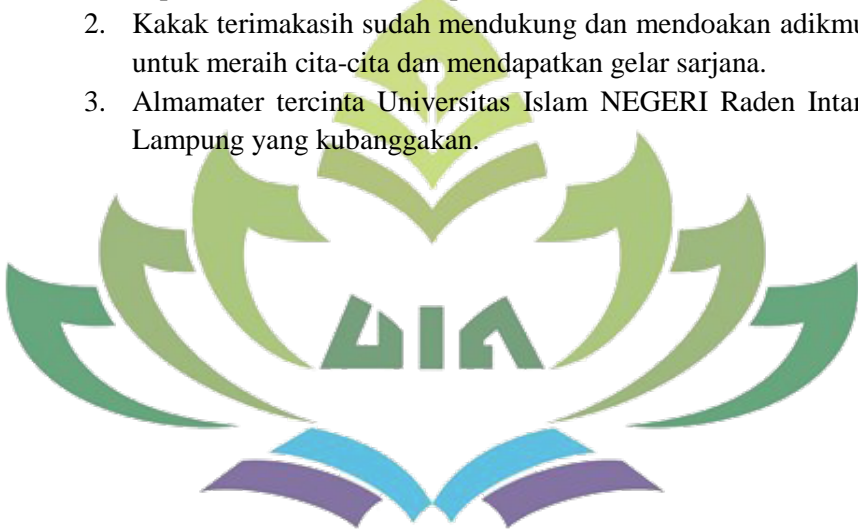 2. Kakak terimakasih sudah mendukung dan mendoakan adikmu
untuk meraih cita-cita dan mendapatkan gelar sarjana.
3. Almamater tercinta Universitas Islam NEGERI Raden Intan
Lampung yang kubanggakan.